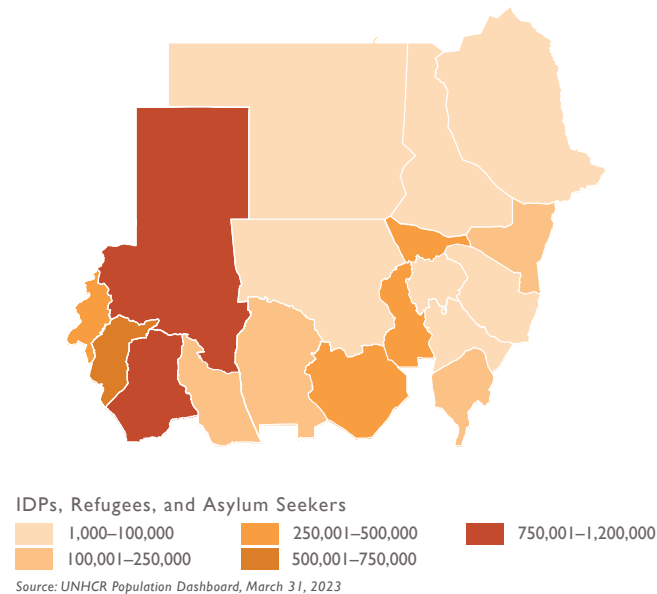 IDPs, Refugees, and Asylum Seekers
1,000–100,000 250,001–500,000 750,001–1,200,000
100,001–250,000 500,001–750,000
Source: UNHCR Population Dashboard, March 31, 2023